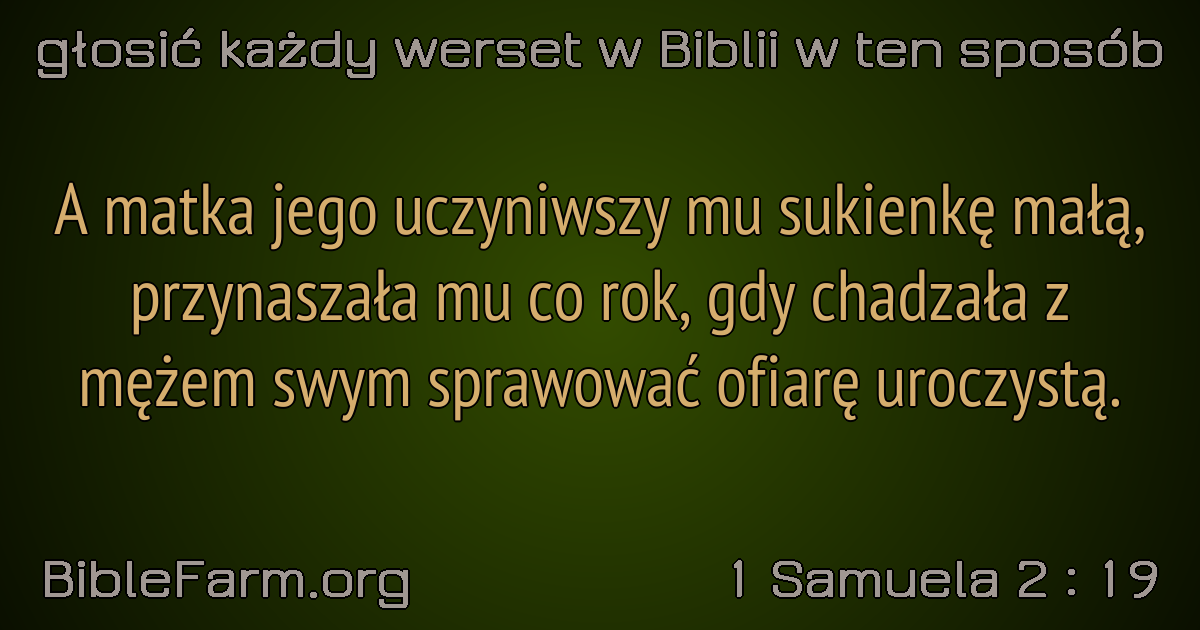 głosić każdy werset w Biblii w ten sposób
A matka jego uczyniwszy mu sukienkę małą,
przynaszała mu co rok, gdy chadzała z
mężem swym sprawować ofiarę uroczystą.
BibleFarm.org
1 Samuela 2 : 19